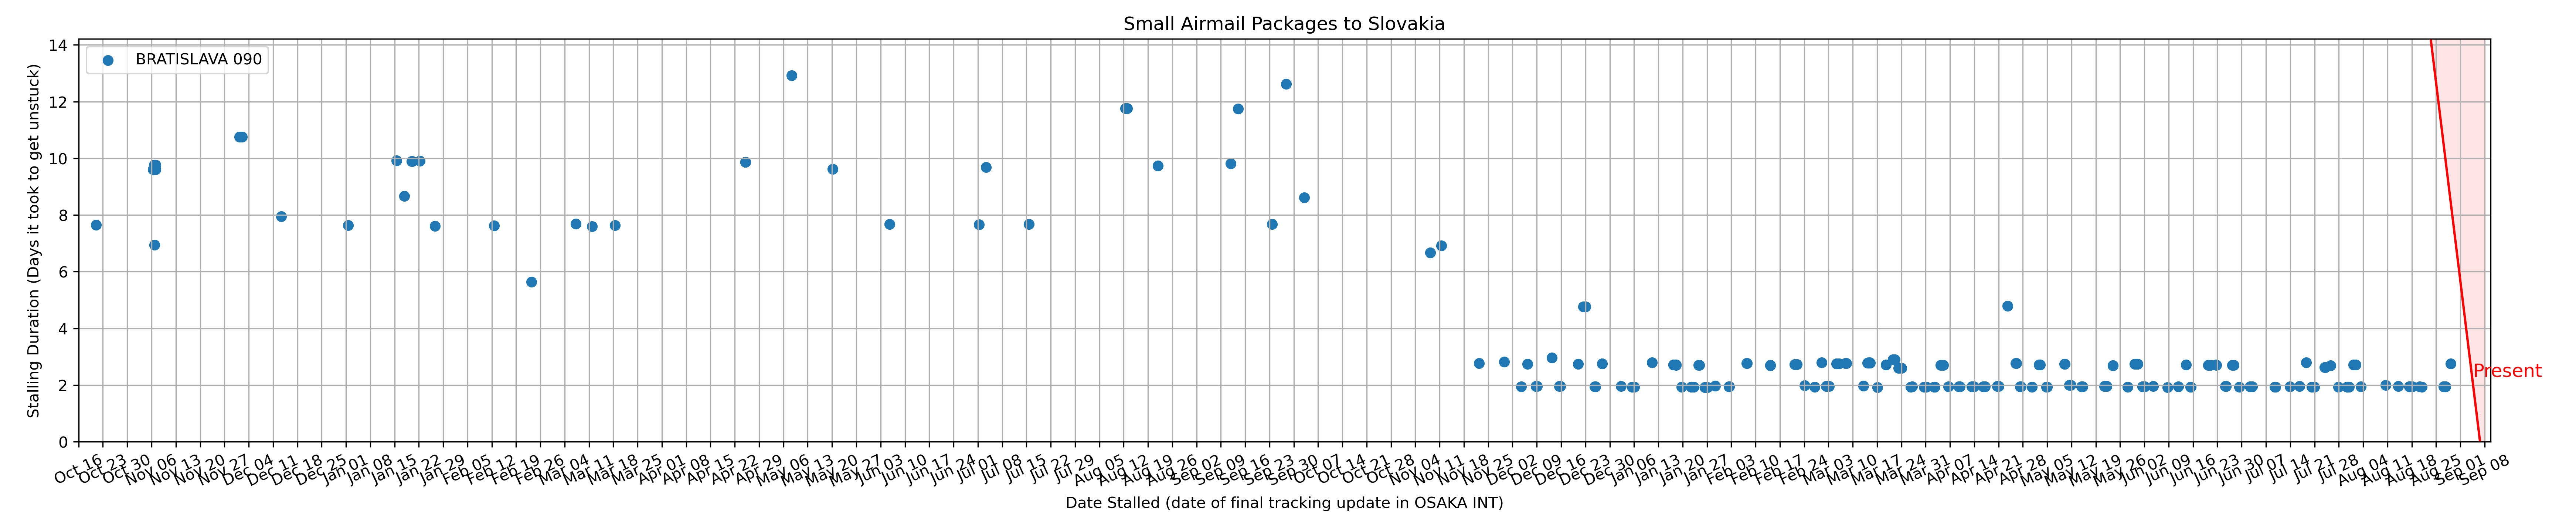 Small Airmail Packages to Slovakia
BRATISLAVA 090
Stalling Duration (Days it took to get unstuck)
14
12
10
8
6
4
2
0
Present
Oct 16
Oct 23
Oct 30
Nov 06
Nov 13
Nov 20
Nov 27
Dec 04
Dec 11
Dec 18
Dec 25
Jan 01
Jan 08
Jan 15
Jan 22
Jan 29
Feb 05
Feb 12
Feb 19
Feb 26
Mar 04
Mar 11
Mar 18
Mar 25
Apr 01
Apr 08
Apr 15
Apr 22
Apr 29
May 06
May 13
May 20
May 27
Jun 03
Jun 10
Jun 17
Jun 24
Jul 01
Jul 08
Jul 15
Jul 22
Jul 29
Aug 05
Aug 12
Aug 19
Aug 26
Sep 02
Sep 09
Sep 16
Sep 23
Sep 30
Oct 07
Oct 14
Oct 21
Oct 28
Nov 04
Nov 11
Nov 18
Nov 25
Dec 02
Dec 09
Dec 16
Dec 23
Dec 30
Jan 06
Jan 13
Jan 20
Jan 27
Feb 03
Feb 10
Feb 17
Feb 24
Mar 03
Mar 10
Mar 17
Mar 24
Mar 31
Apr 07
Apr 14
Apr 21
Apr 28
May 05
May 12
May 19
May 26
Jun 02
Jun 09
Jun 16
Jun 23
Jun 30
Jul 07
Jul 14
Jul 21
Jul 28
Aug 04
Aug 11
Aug 18
Aug 25
Sep 01
Sep 08
Date Stalled (date of final tracking update in OSAKA INT)